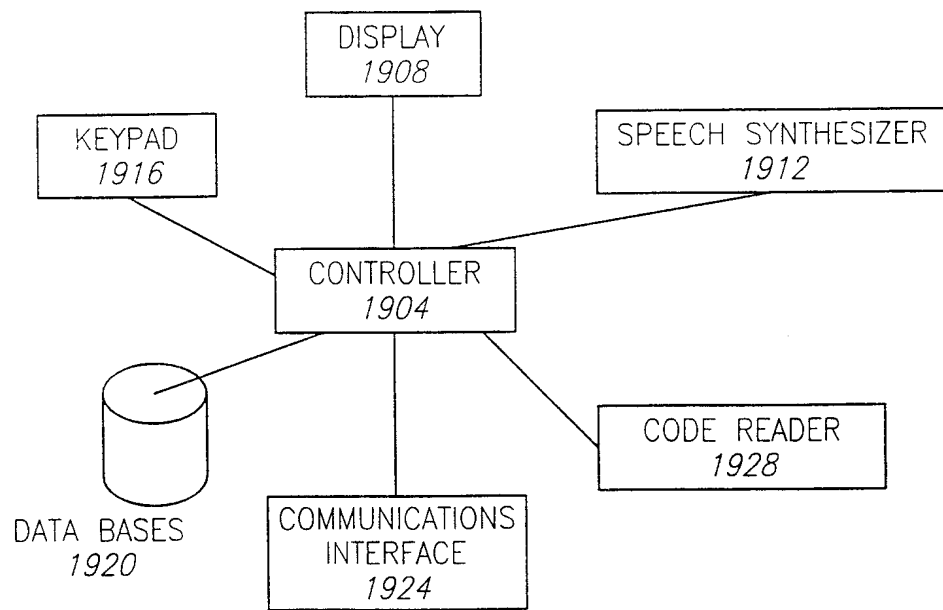 DISPLAY
1908
KEYPAD
1916
SPEECH SYNTHESIZER
1912
CONTROLLER
1904
CODE READER
1928
DATA BASES
1920
COMMUNICATIONS
INTERFACE
1924